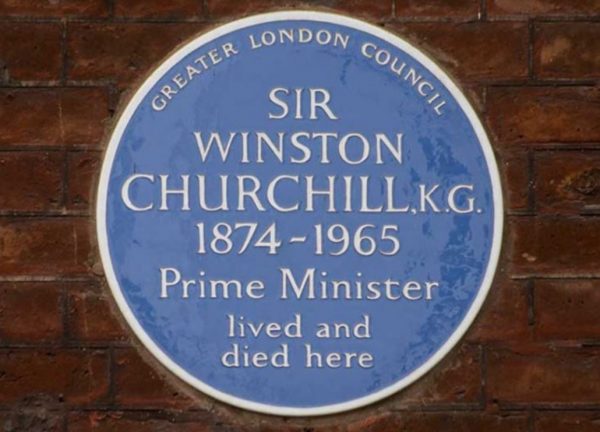 GREATER LONDON COUNCIL
SIR
WINSTON
CHURCHILL, K.G.
1874-1965
Prime Minister
lived and
died here